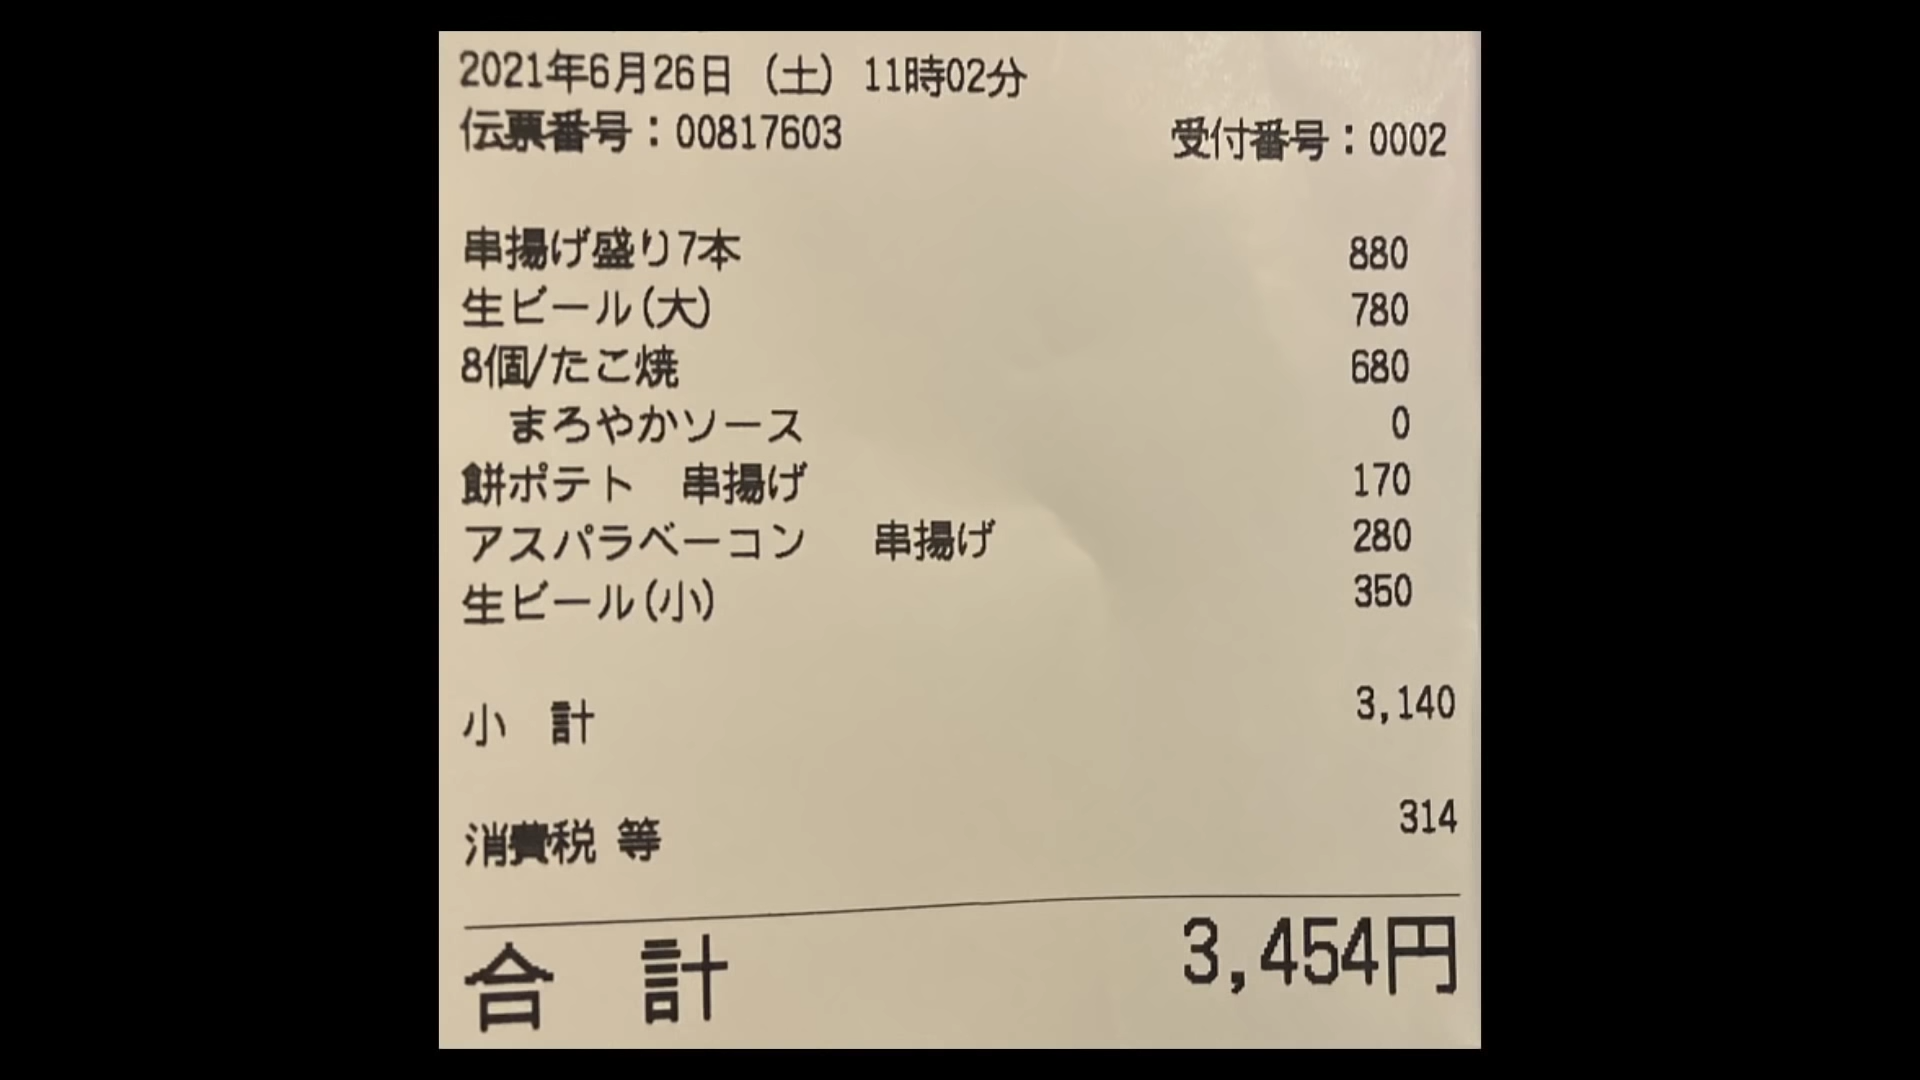 2021年6月26日（土）11時02分
伝票番号：00817603 受付番号：0002
串揚げ盛り7本 880
生ビール(大) 780
8個/たこ焼 680
まろやかソース 0
餅ポテト 串揚げ 170
アスパラベーコン 串揚げ 280
生ビール(小) 350
小 計 3,140
消費税 等 314
合 計 3,454円